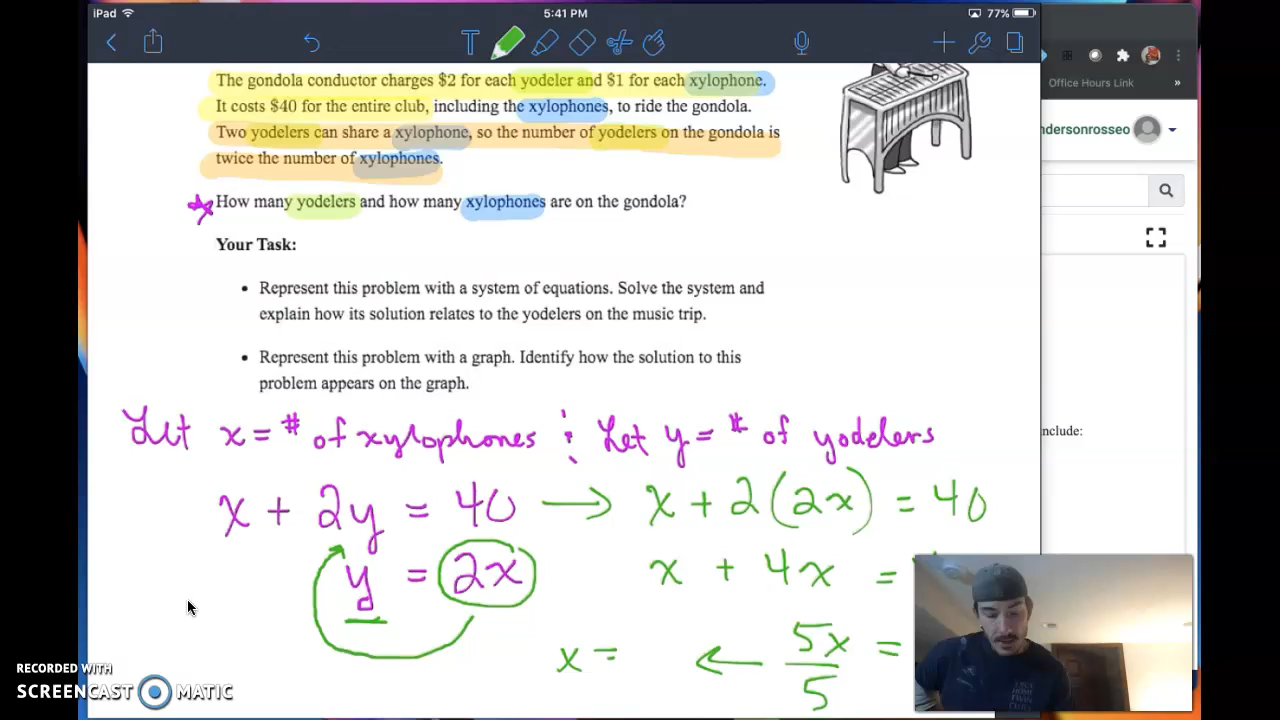 iPad 5:41 PM 77%
T
Office Hours Link »
The gondola conductor charges $2 for each yodeler and $1 for each xylophone.
It costs $40 for the entire club, including the xylophones, to ride the gondola.
Two yodelers can share a xylophone, so the number of yodelers on the gondola is
twice the number of xylophones.
ndersonrosseo
How many yodelers and how many xylophones are on the gondola?
Your Task:
• Represent this problem with a system of equations. Solve the system and
explain how its solution relates to the yodelers on the music trip.
• Represent this problem with a graph. Identify how the solution to this
problem appears on the graph.
nclude:
Let x = # of xylophones ; Let y = # of yodelers
x + 2y = 40 → x + 2(2x) = 40
y = 2x x + 4x =
x = ← 5x =
5
RECORDED WITH
SCREENCAST MATIC